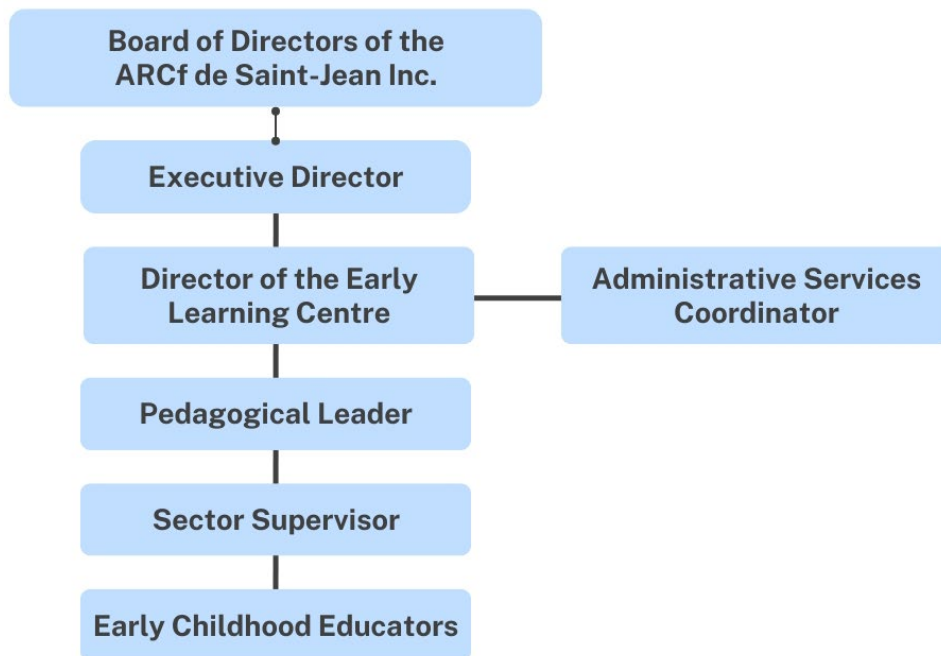 Board of Directors of the
ARCf de Saint-Jean Inc.
Executive Director
Director of the Early
Learning Centre
Administrative Services
Coordinator
Pedagogical Leader
Sector Supervisor
Early Childhood Educators